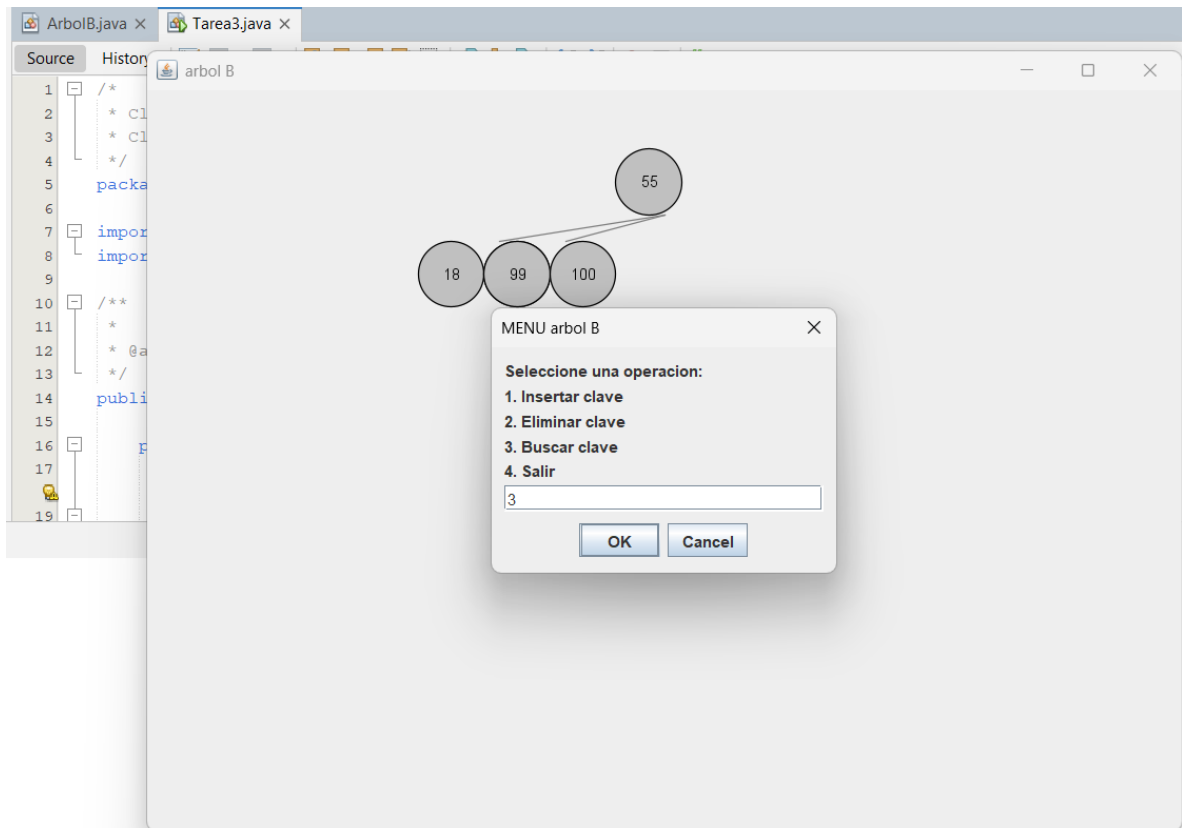 ArbolB.java × Tarea3.java ×
Source History
arbol B
1 /*
2 * Cl
3 * Cl
4 */
5 packa
6
7 impor
8 impor
9
10 /**
11 *
12 * @a
13 */
14 publi
15
16 p
17
19
55
18 99 100
MENU arbol B
Seleccione una operacion:
1. Insertar clave
2. Eliminar clave
3. Buscar clave
4. Salir
3
OK Cancel